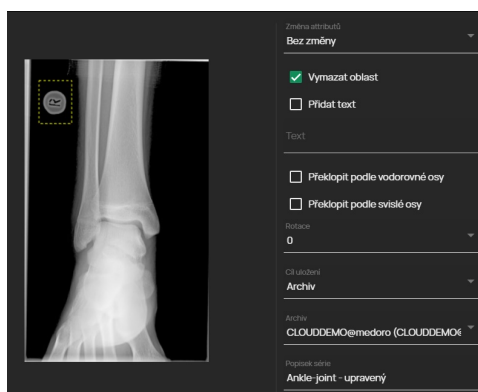 R
Změna atributů
Bez změny
Vymazat oblast
Přidat text
Text
Překlopit podle vodorovné osy
Překlopit podle svislé osy
Rotace
0
Cíl uložení
Archiv
Archiv
CLOUDDEMO@medoro (CLOUDDEMO
Popisek série
Ankle-joint - upravený